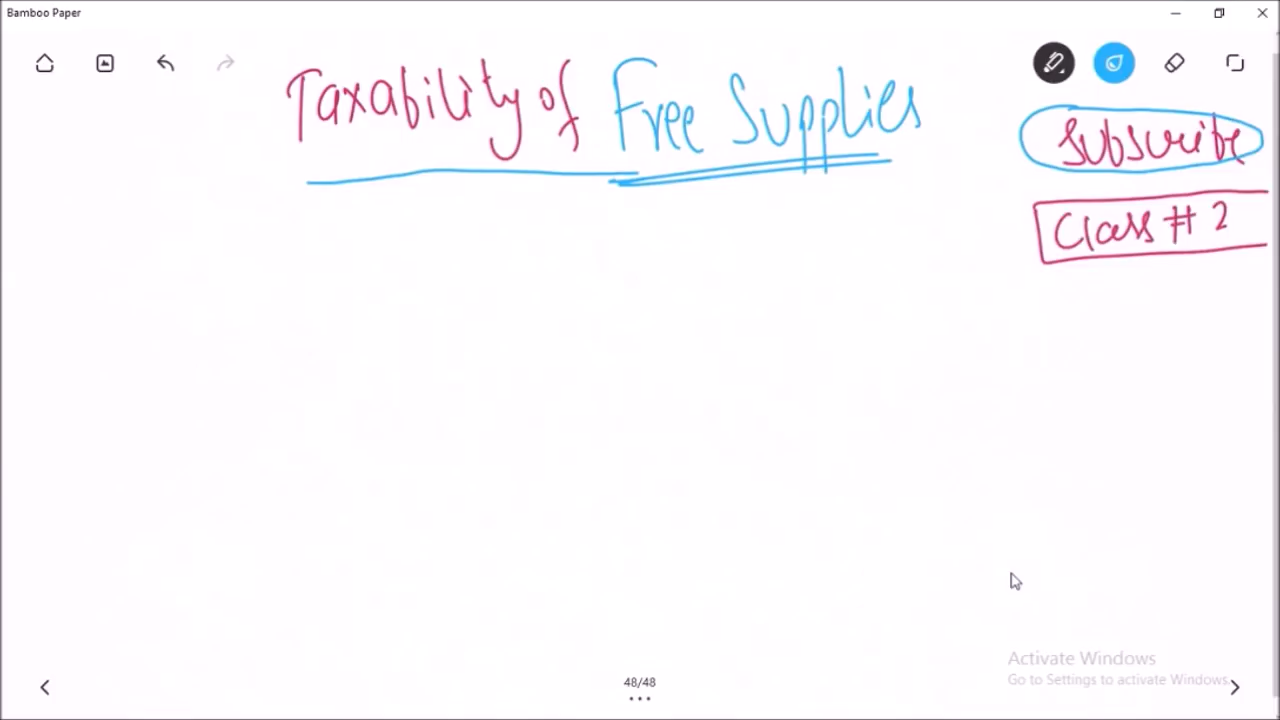 Bamboo Paper
Taxability of Free Supplies
Subscribe
Class # 2
Activate Windows
Go to Settings to activate Windows.
48/48